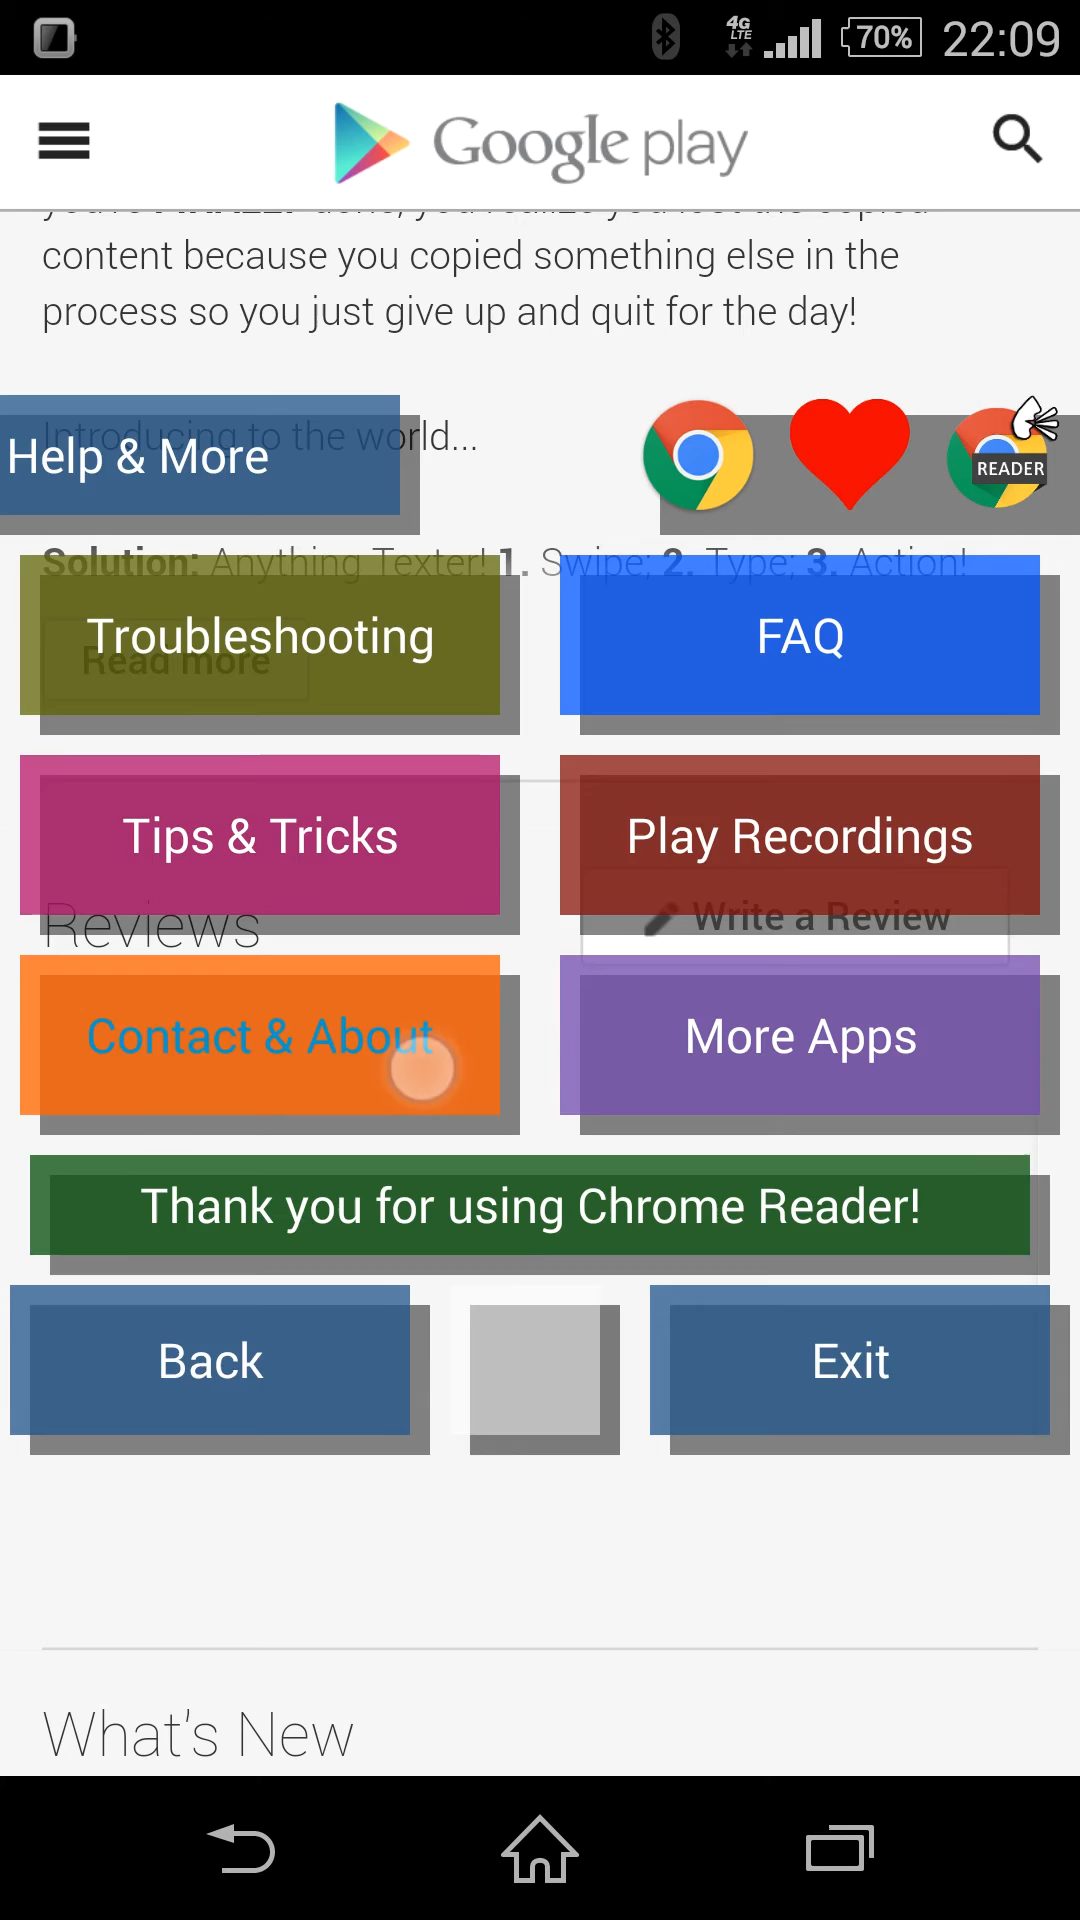 4G
LTE
70%
22:09
Google play
content because you copied something else in the
process so you just give up and quit for the day!
Introducing to the world...
Help & More
READER
Solution: Anything Texter! 1. Swipe; 2. Type; 3. Action!
Troubleshooting
FAQ
Read more
Tips & Tricks
Play Recordings
Reviews
Write a Review
Contact & About
More Apps
Thank you for using Chrome Reader!
Back
Exit
What's New